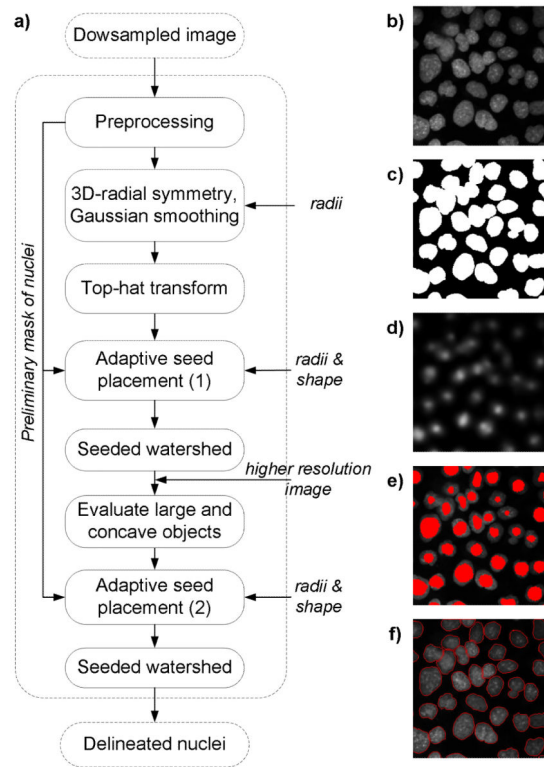 a)
Dowsampled image
Preprocessing
3D-radial symmetry,
Gaussian smoothing
radii
Top-hat transform
Preliminary mask of nuclei
Adaptive seed
placement (1)
radii &
shape
Seeded watershed
higher resolution
image
Evaluate large and
concave objects
Adaptive seed
placement (2)
radii &
shape
Seeded watershed
Delineated nuclei
b)
c)
d)
e)
f)